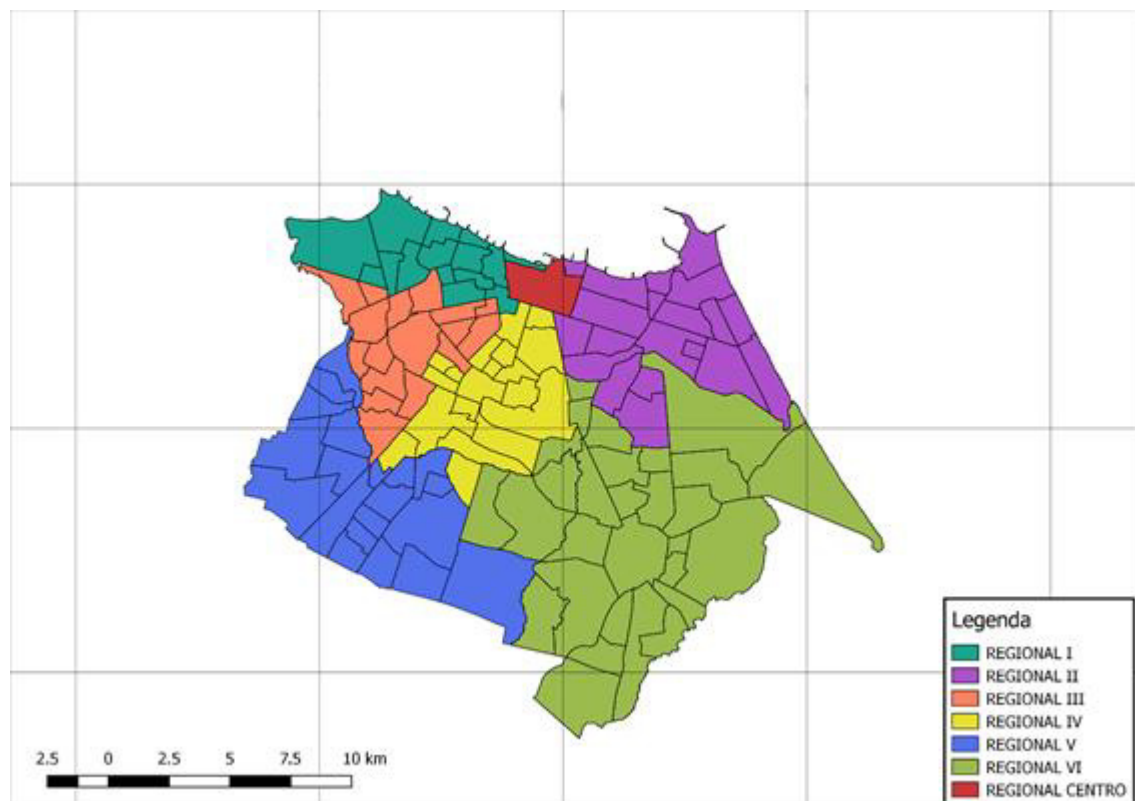 Legenda
REGIONAL I
REGIONAL II
REGIONAL III
REGIONAL IV
REGIONAL V
REGIONAL VI
REGIONAL CENTRO
2.5 0 2.5 5 7.5 10 km